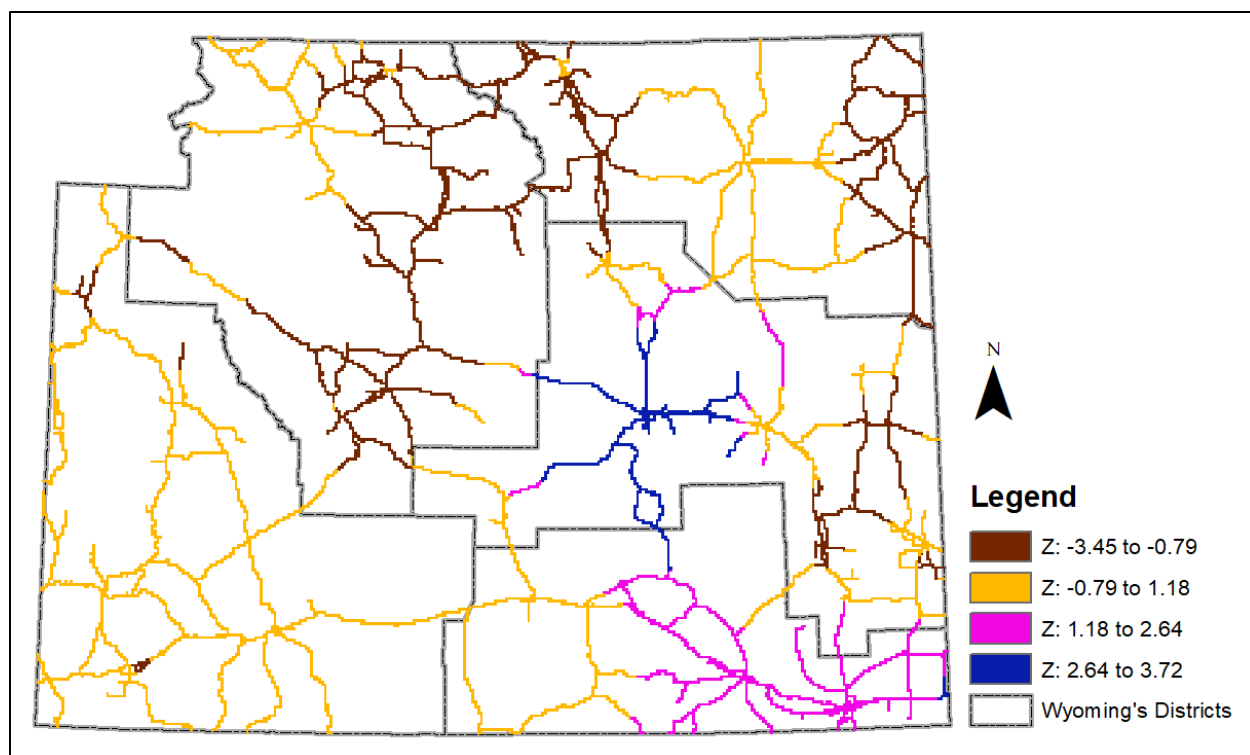 N
Legend
Z: -3.45 to -0.79
Z: -0.79 to 1.18
Z: 1.18 to 2.64
Z: 2.64 to 3.72
Wyoming's Districts